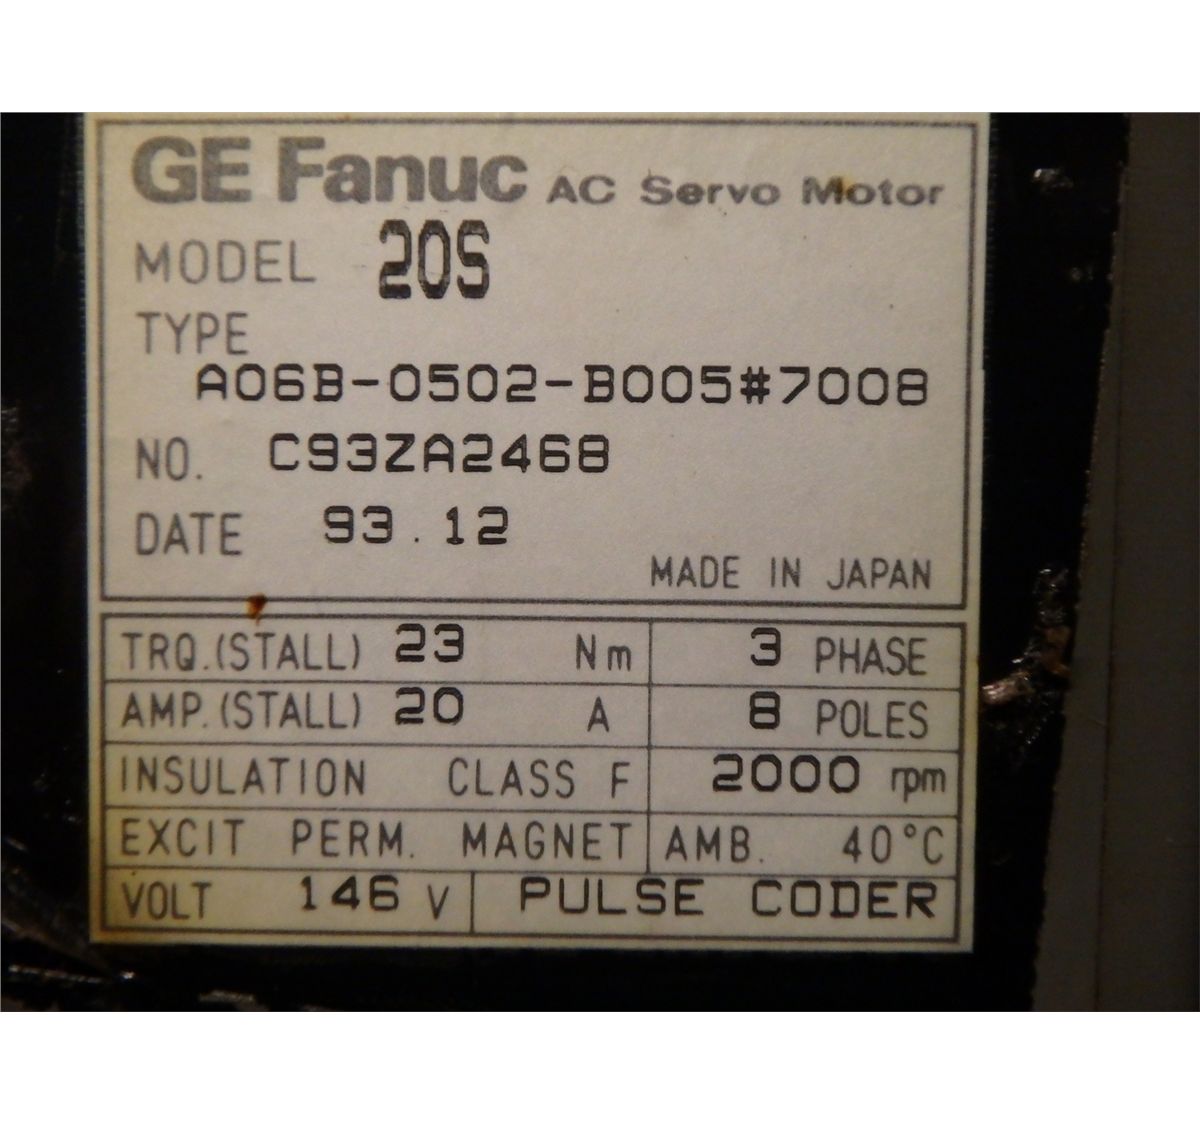 GE Fanuc AC Servo Motor
MODEL 20S
TYPE
A06B-0502-B005#7008
NO. C93ZA2468
DATE 93.12
MADE IN JAPAN
TRQ.(STALL) 23 Nm 3 PHASE
AMP.(STALL) 20 A 8 POLES
INSULATION CLASS F 2000 rpm
EXCIT PERM. MAGNET AMB. 40°C
VOLT 146 V PULSE CODER